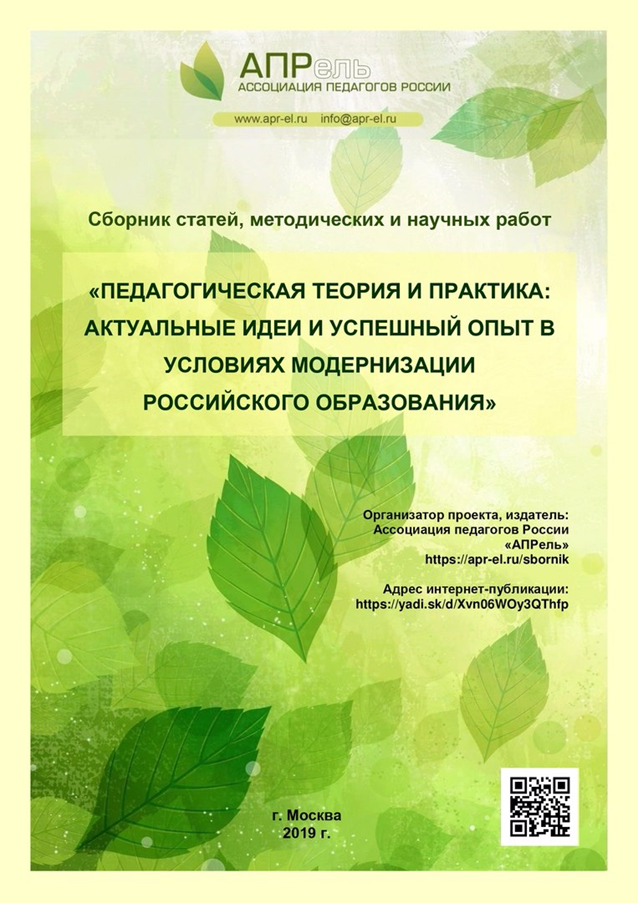 АПРель
АССОЦИАЦИЯ ПЕДАГОГОВ РОССИИ
www.apr-el.ru info@apr-el.ru
Сборник статей, методических и научных работ
«ПЕДАГОГИЧЕСКАЯ ТЕОРИЯ И ПРАКТИКА:
АКТУАЛЬНЫЕ ИДЕИ И УСПЕШНЫЙ ОПЫТ В
УСЛОВИЯХ МОДЕРНИЗАЦИИ
РОССИЙСКОГО ОБРАЗОВАНИЯ»
Организатор проекта, издатель:
Ассоциация педагогов России
«АПРель»
https://apr-el.ru/sbornik
Адрес интернет-публикации:
https://yadi.sk/d/Xvn06WOy3QThfp
г. Москва
2019 г.